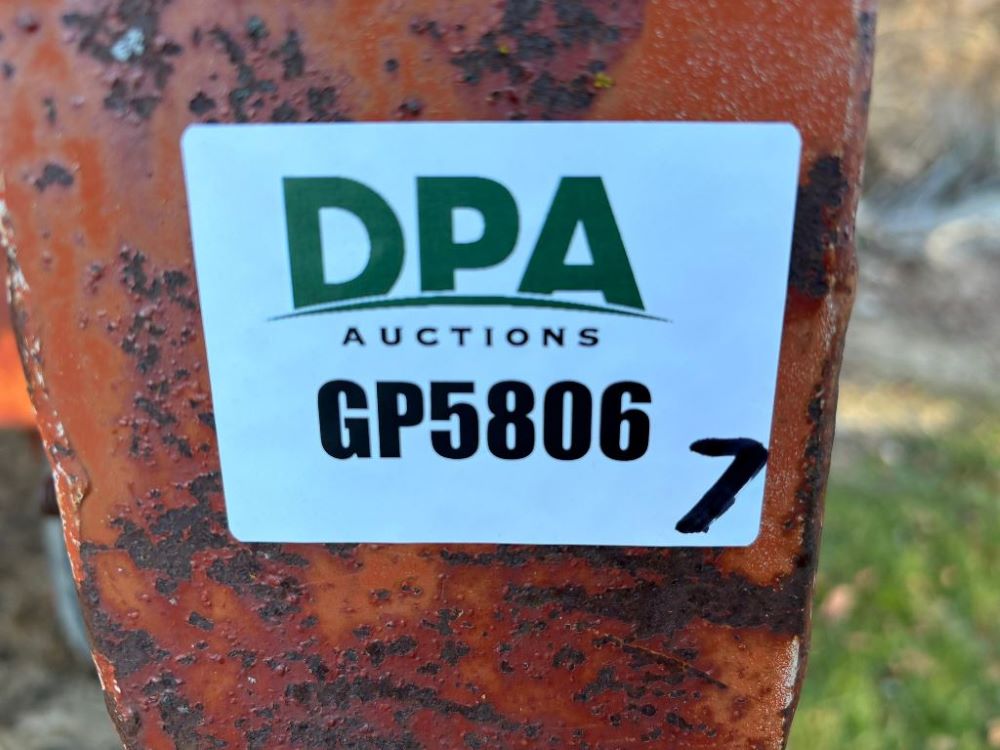 DPA
AUCTIONS
GP5806
7